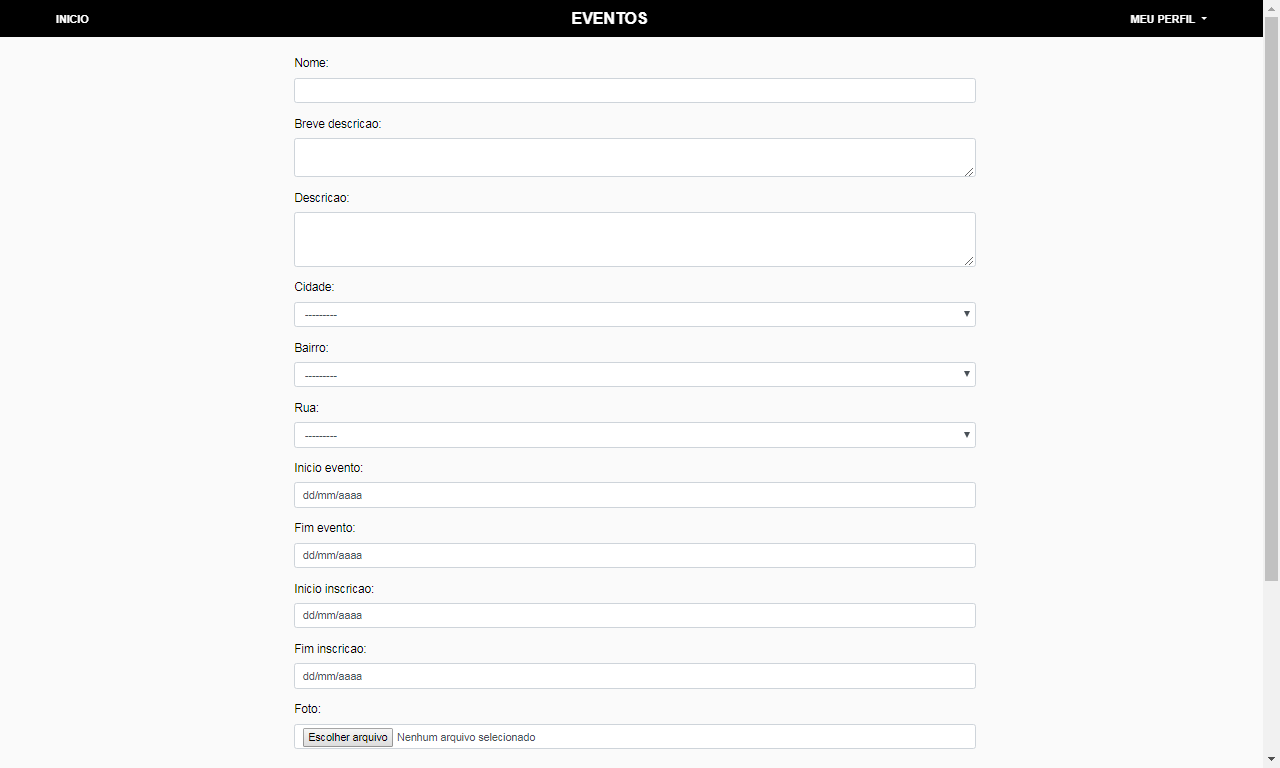 INICIO EVENTOS MEU PERFIL
Nome:
Breve descricao:
Descricao:
Cidade:
---------
Bairro:
---------
Rua:
---------
Inicio evento:
dd/mm/aaaa
Fim evento:
dd/mm/aaaa
Inicio inscricao:
dd/mm/aaaa
Fim inscricao:
dd/mm/aaaa
Foto:
Escolher arquivo Nenhum arquivo selecionado